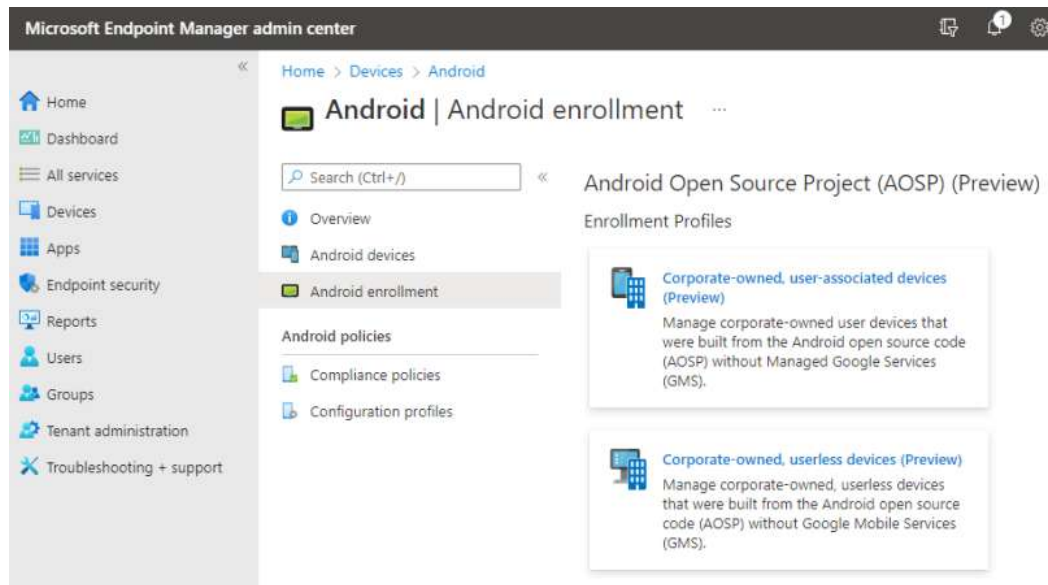 Microsoft Endpoint Manager admin center
1
«
Home
Dashboard
All services
Devices
Apps
Endpoint security
Reports
Users
Groups
Tenant administration
Troubleshooting + support
Home > Devices > Android
Android | Android enrollment ...
Search (Ctrl+/)
«
Overview
Android devices
Android enrollment
Android policies
Compliance policies
Configuration profiles
Android Open Source Project (AOSP) (Preview)
Enrollment Profiles
Corporate-owned, user-associated devices
(Preview)
Manage corporate-owned user devices that
were built from the Android open source code
(AOSP) without Managed Google Services
(GMS).
Corporate-owned, userless devices (Preview)
Manage corporate-owned, userless devices
that were built from the Android open source
code (AOSP) without Google Mobile Services
(GMS).